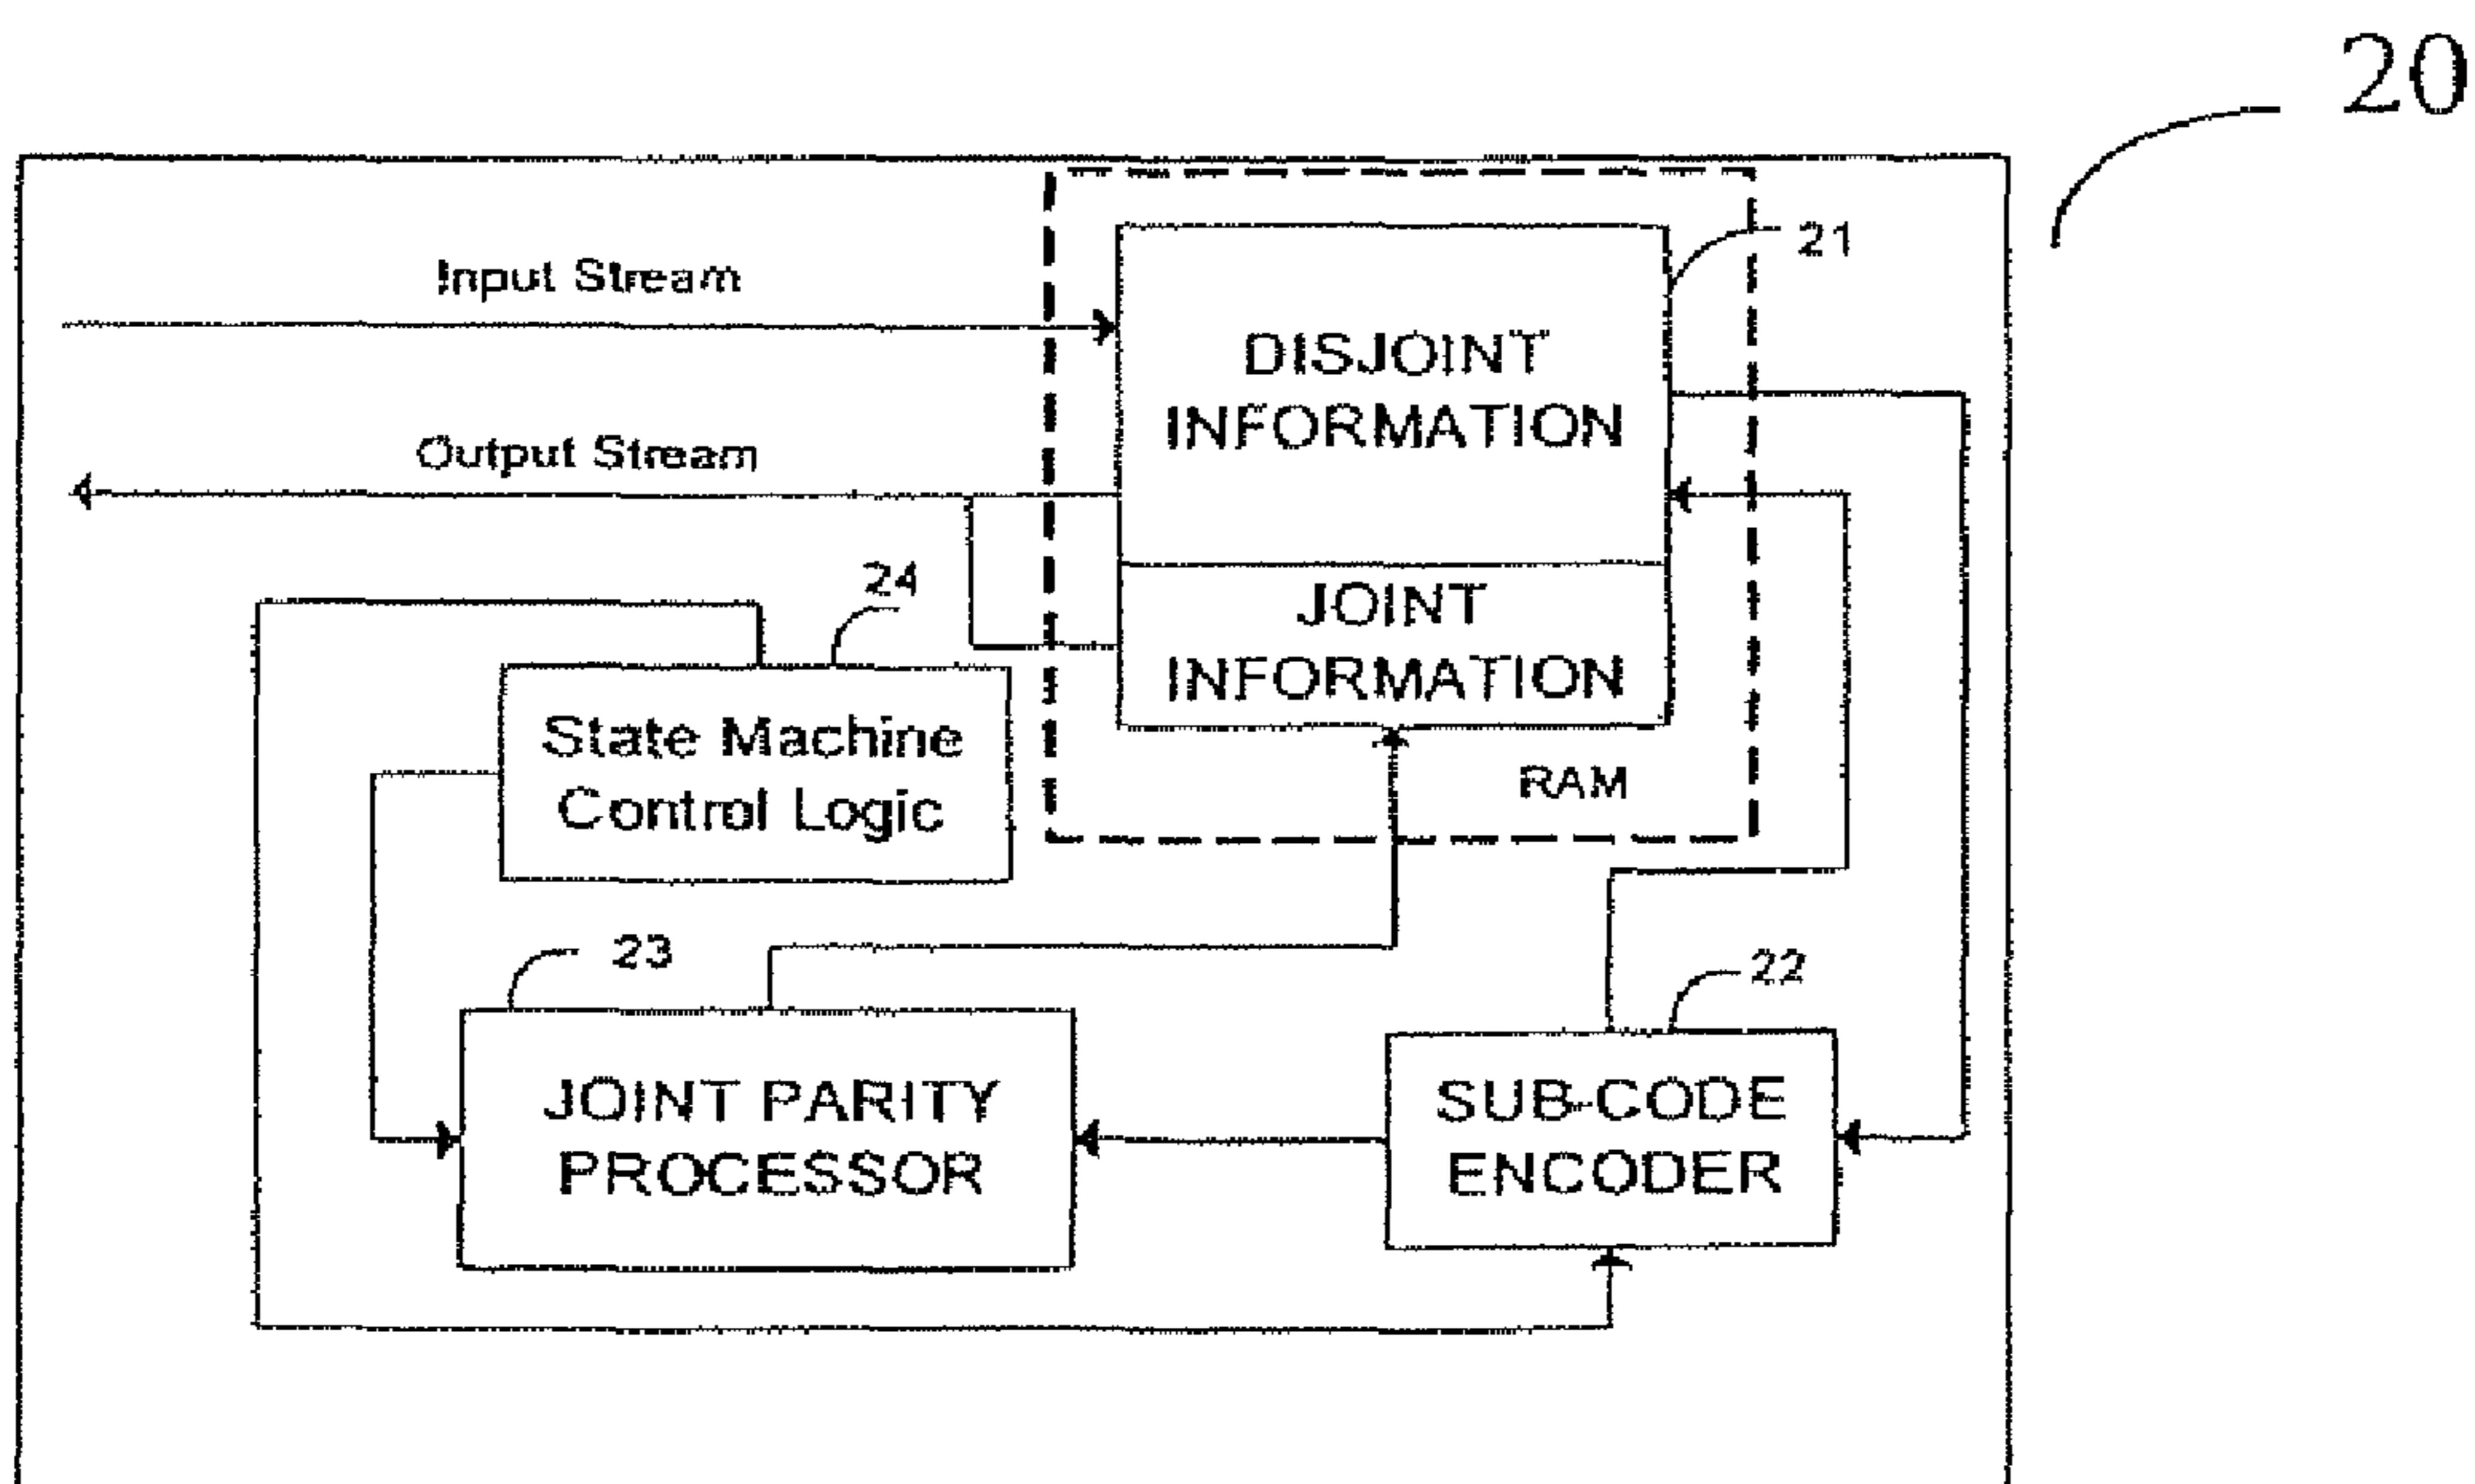 20
21
Input Stream
DISJOINT
INFORMATION
Output Stream
24
JOINT
INFORMATION
State Machine
Control Logic
RAM
23
22
JOINT PARITY
PROCESSOR
SUB-CODE
ENCODER